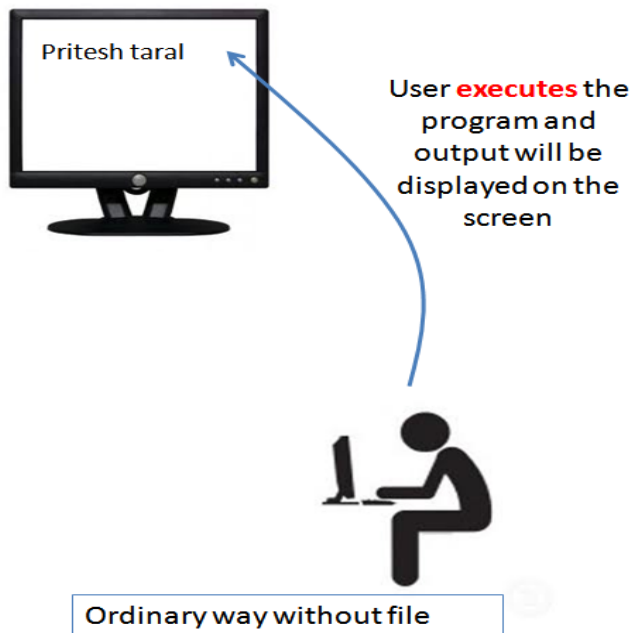 Pritesh taral
User executes the
program and
output will be
displayed on the
screen
Ordinary way without file